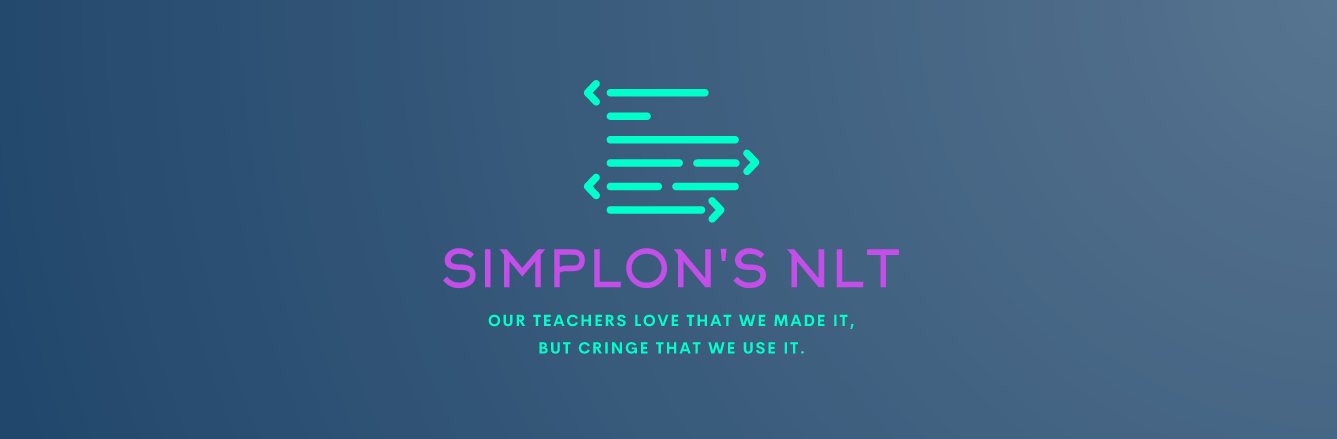 SIMPLON'S NLT
OUR TEACHERS LOVE THAT WE MADE IT,
BUT CRINGE THAT WE USE IT.